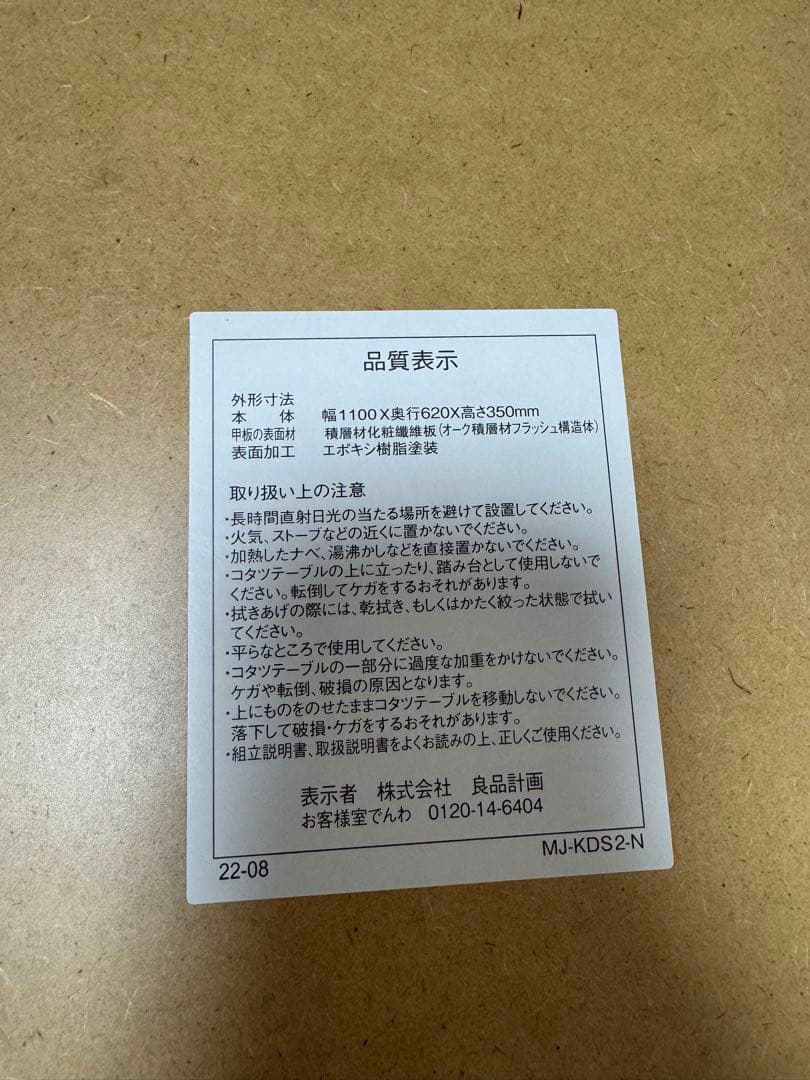 品質表示
外形寸法
本　体　幅1100X奥行620X高さ350mm
甲板の表面材　積層材化粧繊維板(オーク積層材フラッシュ構造体)
表面加工　エポキシ樹脂塗装
取り扱い上の注意
・長時間直射日光の当たる場所を避けて設置してください。
・火気、ストーブなどの近くに置かないでください。
・加熱したナベ、湯沸かしなどを直接置かないでください。
・コタツテーブルの上に立ったり、踏み台として使用しないで
ください。転倒してケガをするおそれがあります。
・拭きあげの際には、乾拭き、もしくはかたく絞った状態で拭い
てください。
・平らなところで使用してください。
・コタツテーブルの一部分に過度な加重をかけないでください。
ケガや転倒、破損の原因となります。
・上にものをのせたままコタツテーブルを移動しないでください。
落下して破損・ケガをするおそれがあります。
・組立説明書、取扱説明書をよくお読みの上、正しくご使用ください。
表示者　株式会社　良品計画
お客様室でんわ　0120-14-6404
22-08
MJ-KDS2-N